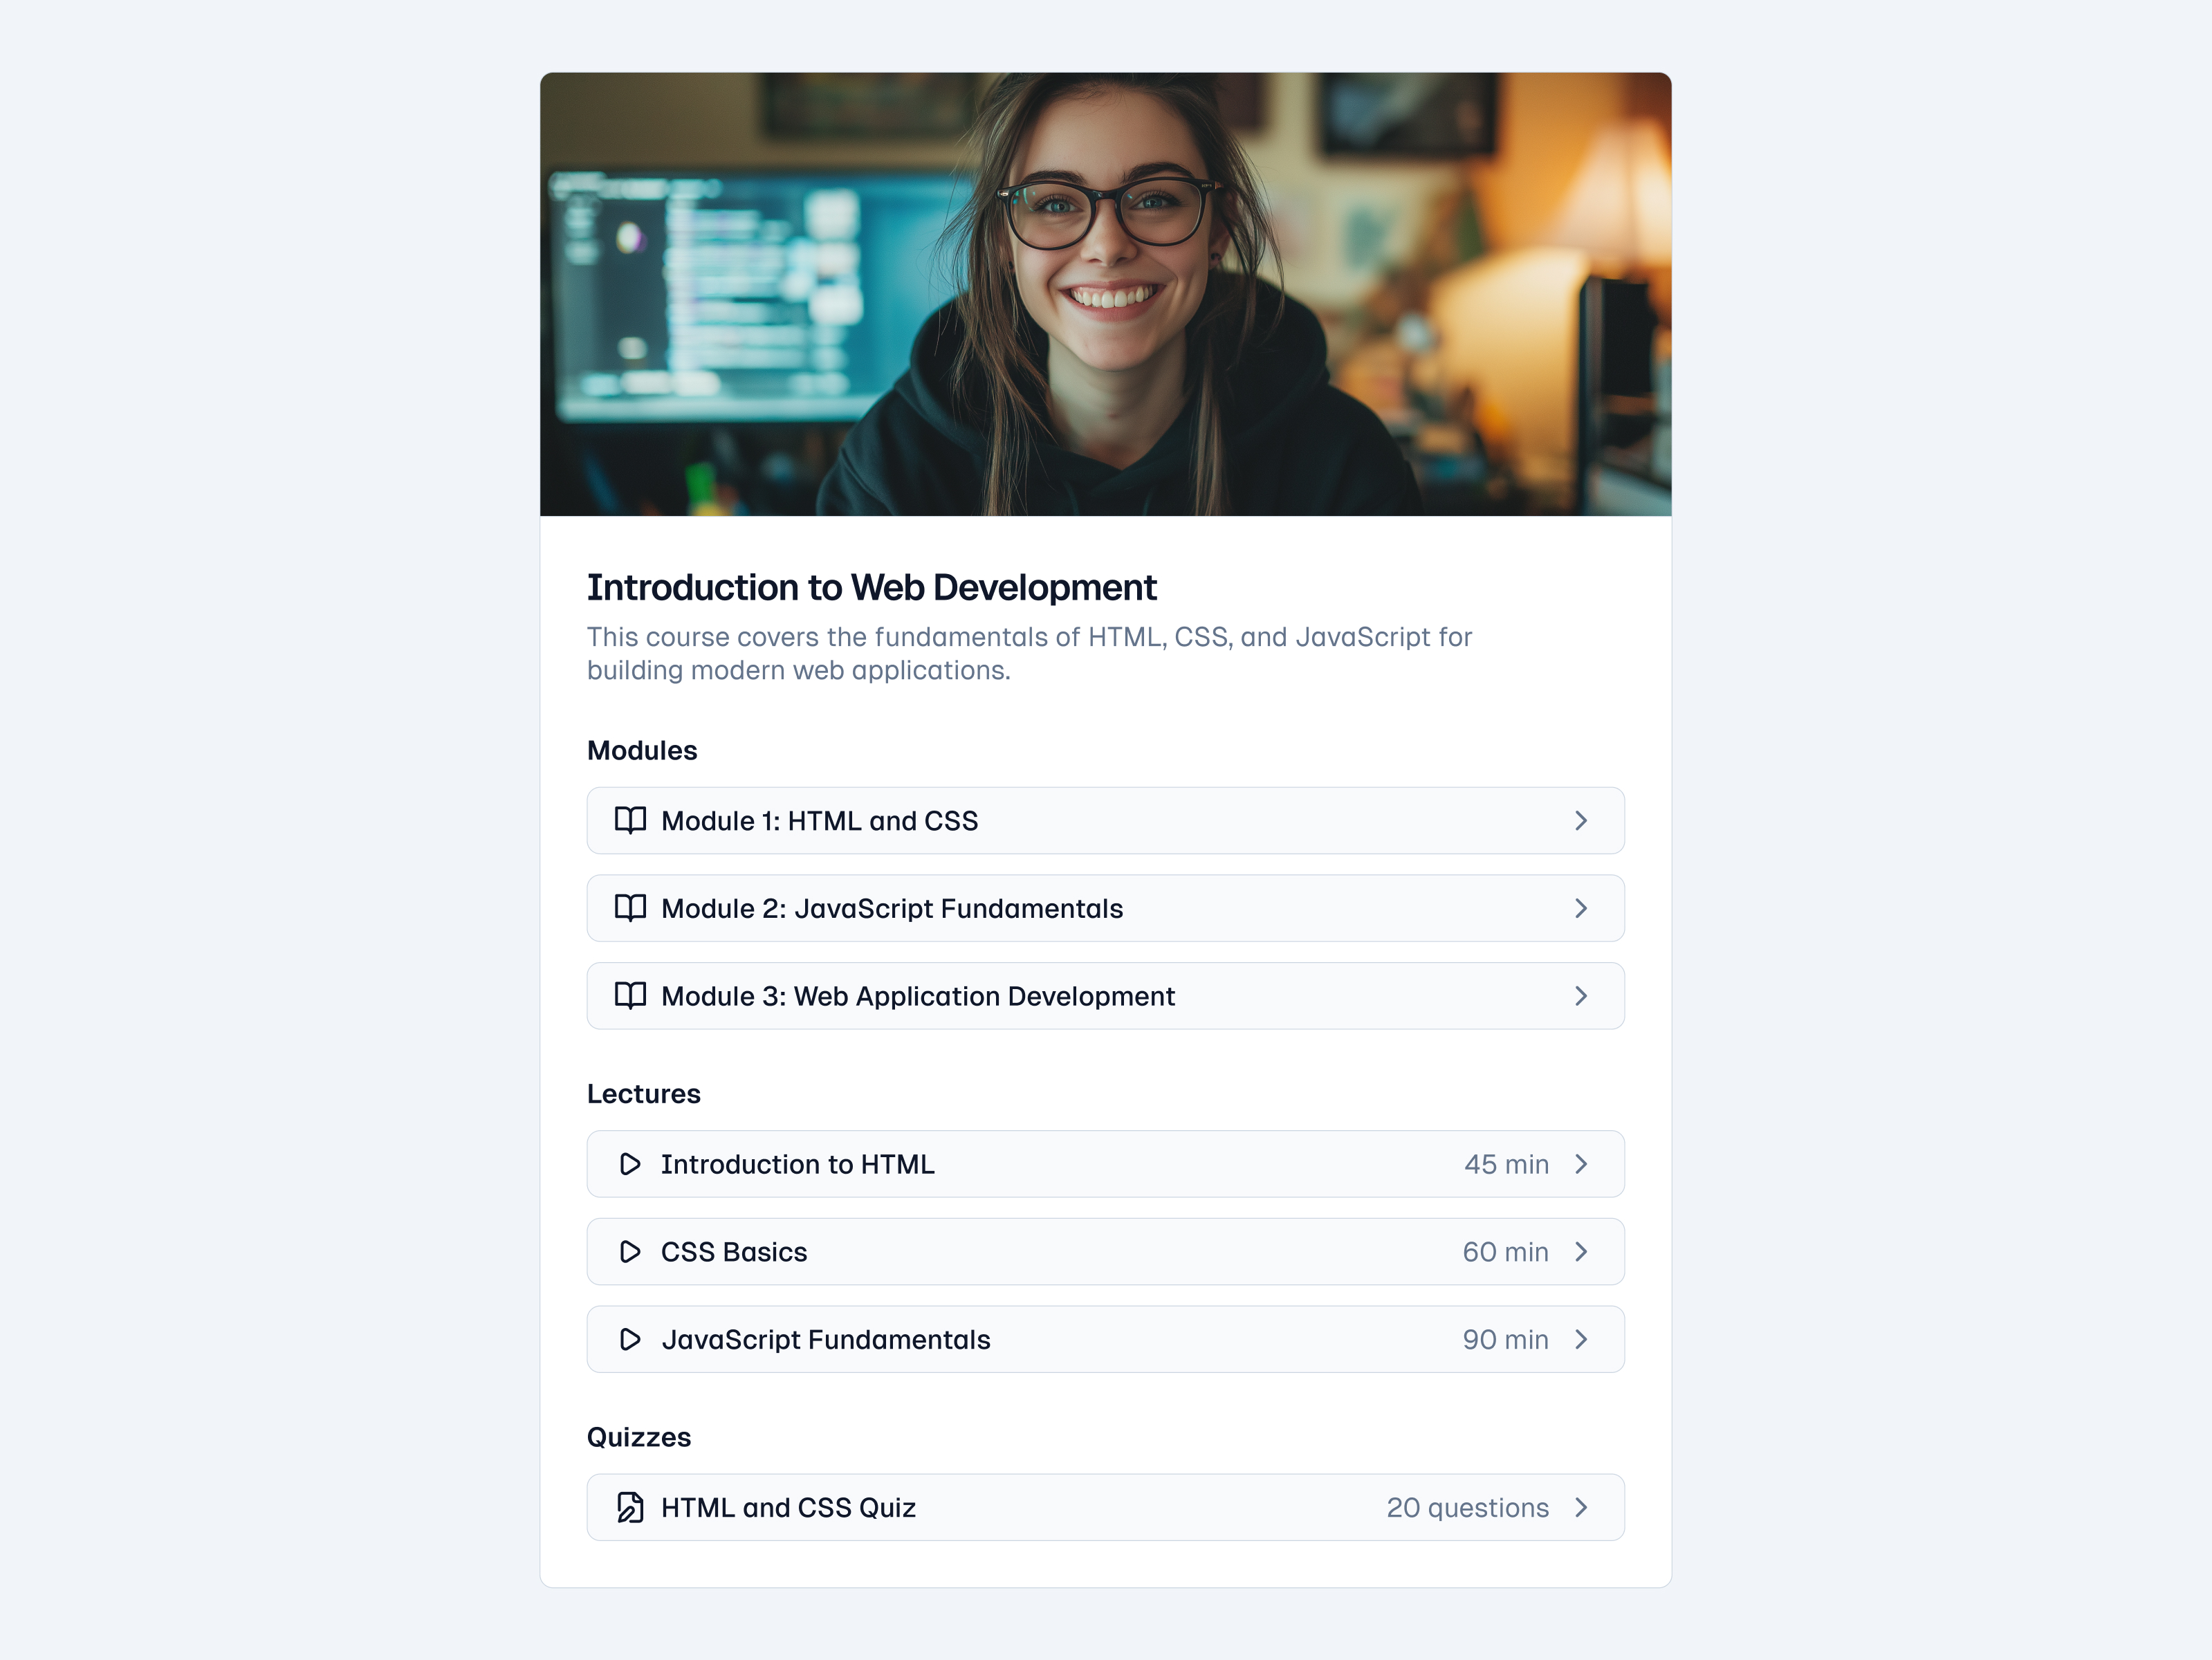 Introduction to Web Development
This course covers the fundamentals of HTML, CSS, and JavaScript for
building modern web applications.
Modules
Module 1: HTML and CSS
Module 2: JavaScript Fundamentals
Module 3: Web Application Development
Lectures
Introduction to HTML 45 min
CSS Basics 60 min
JavaScript Fundamentals 90 min
Quizzes
HTML and CSS Quiz 20 questions